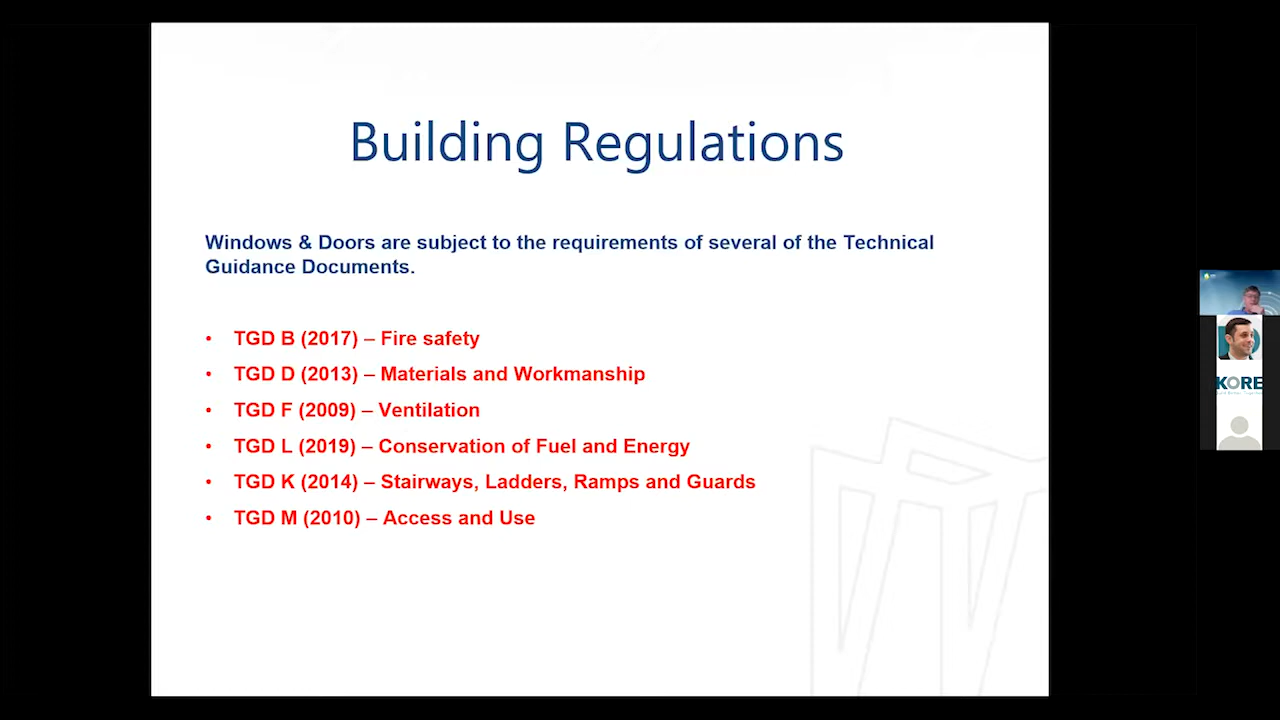 Building Regulations
Windows & Doors are subject to the requirements of several of the Technical
Guidance Documents.
• TGD B (2017) – Fire safety
• TGD D (2013) – Materials and Workmanship
• TGD F (2009) – Ventilation
• TGD L (2019) – Conservation of Fuel and Energy
• TGD K (2014) – Stairways, Ladders, Ramps and Guards
• TGD M (2010) – Access and Use
KORE